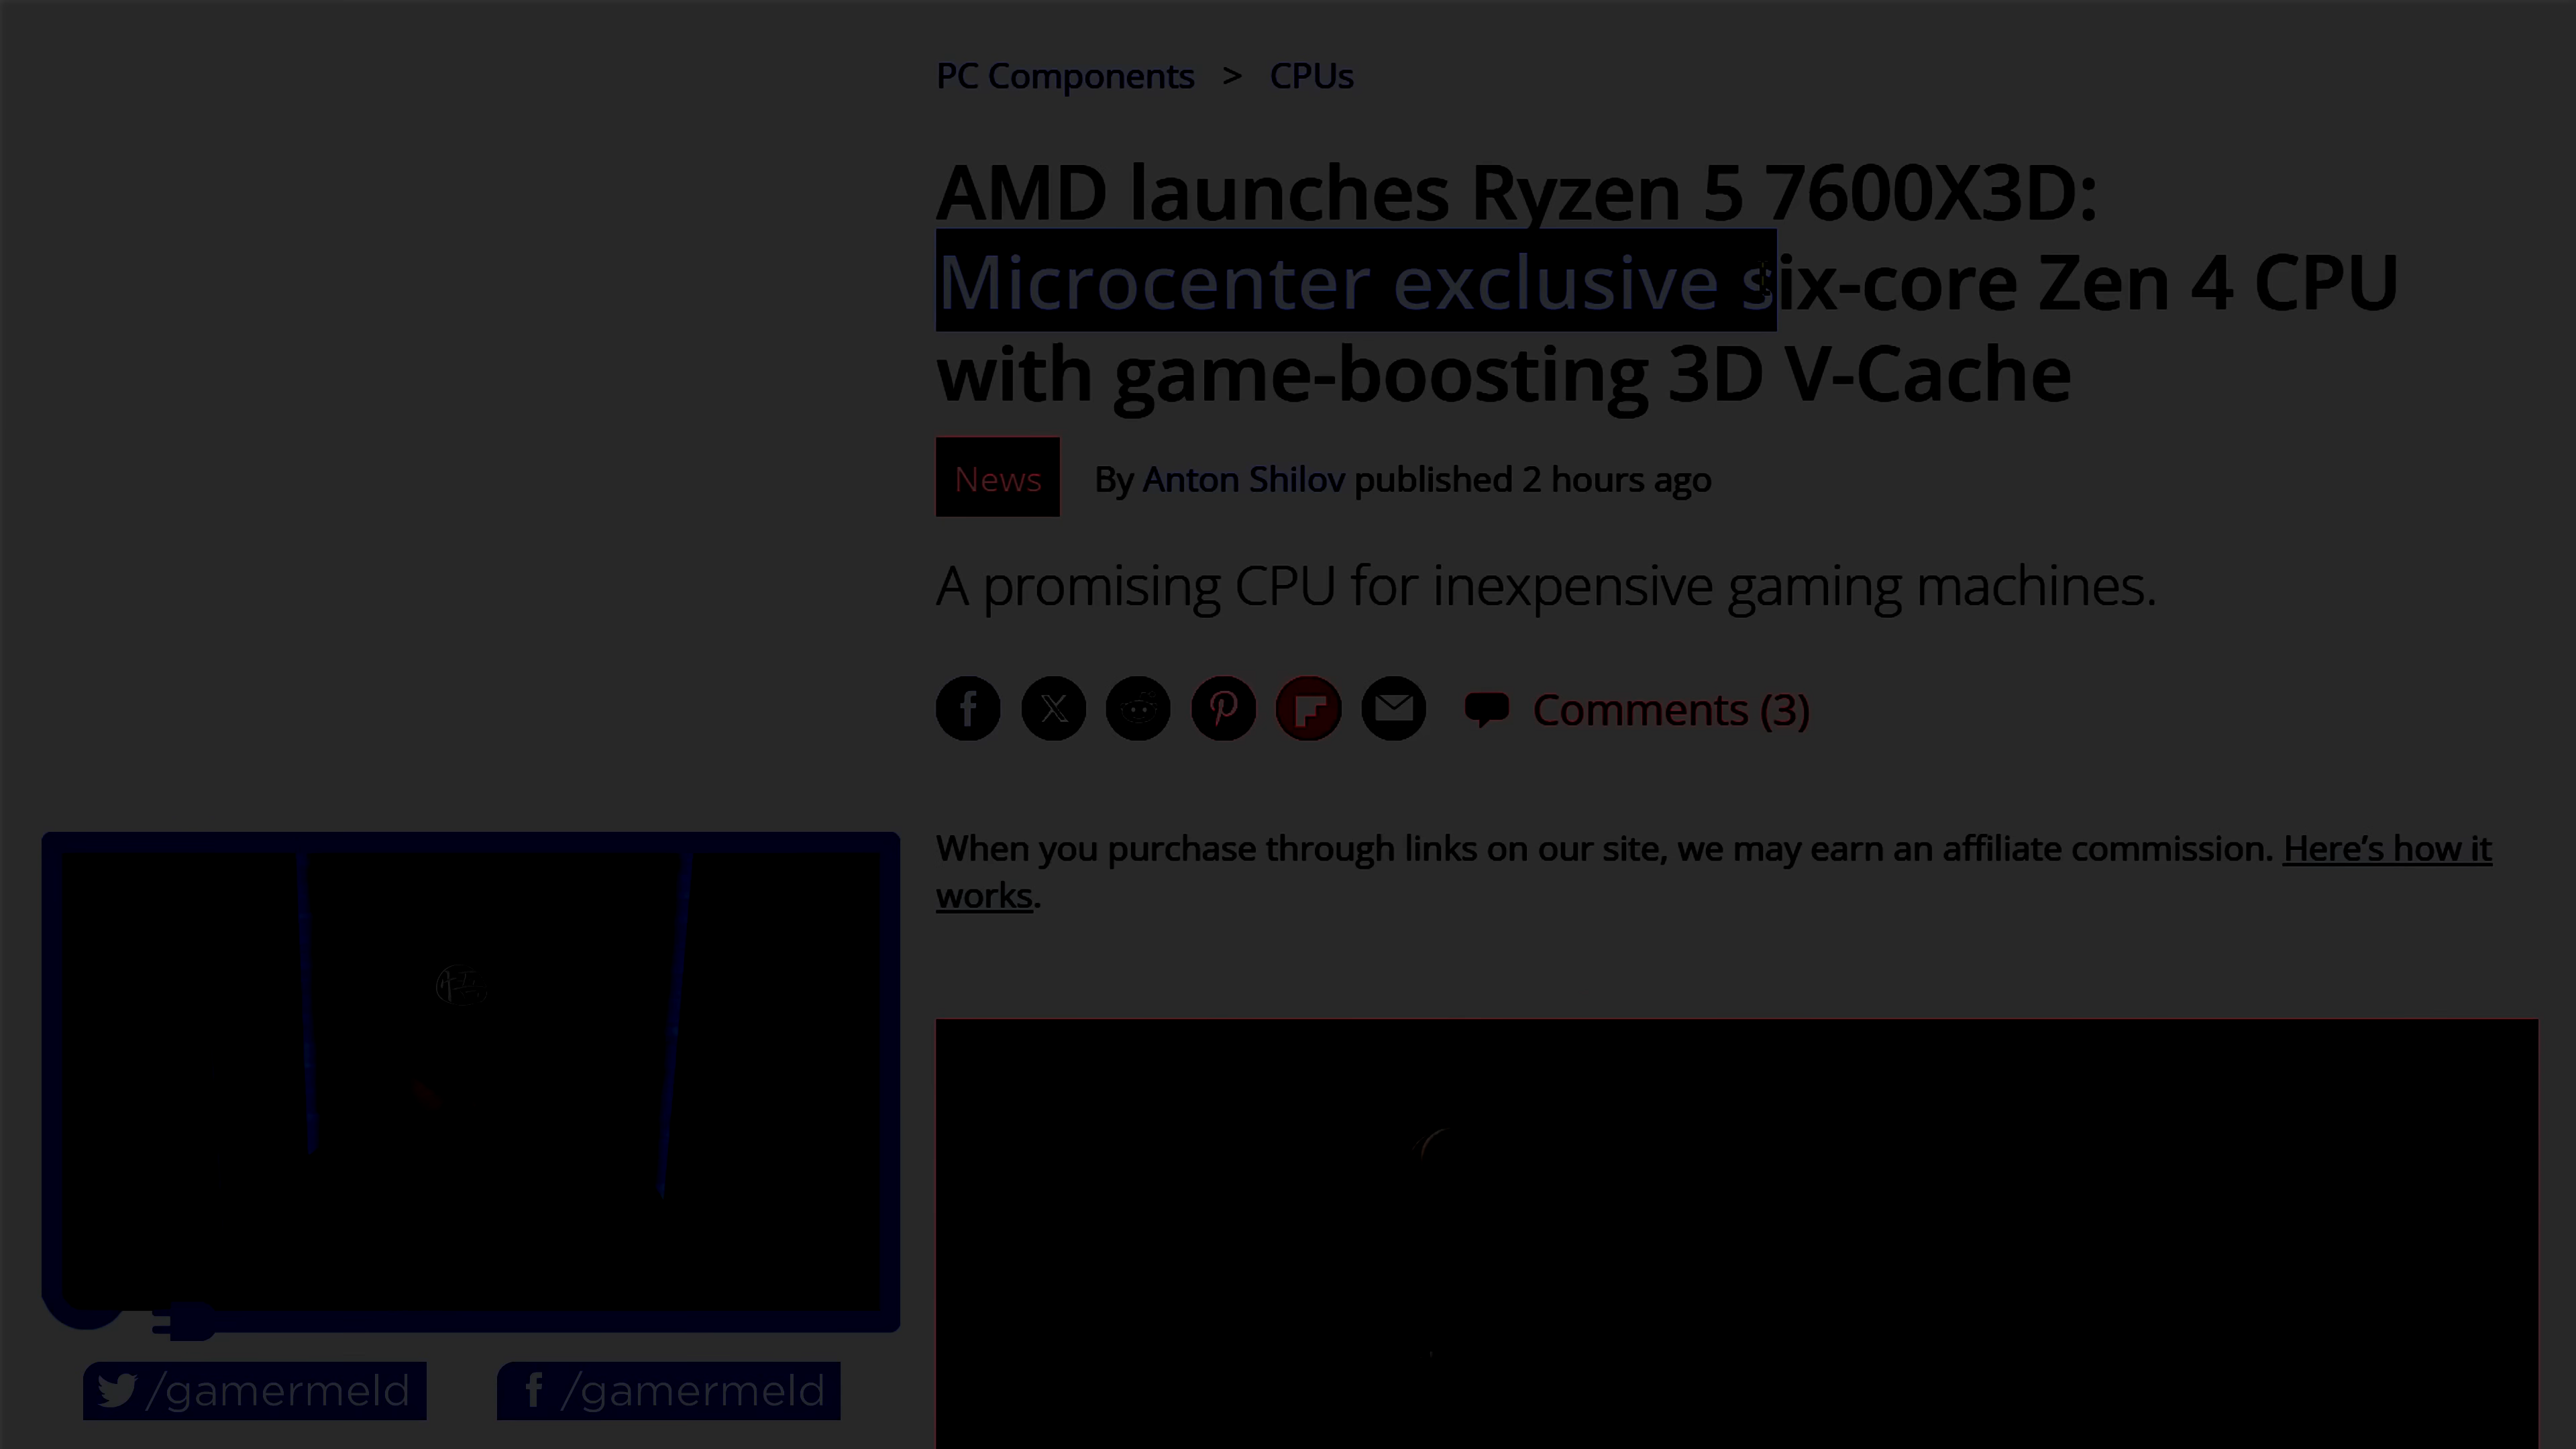 PC Components > CPUs
AMD launches Ryzen 5 7600X3D:
Microcenter exclusive six-core Zen 4 CPU
with game-boosting 3D V-Cache
News By Anton Shilov published 2 hours ago
A promising CPU for inexpensive gaming machines.
Comments (3)
When you purchase through links on our site, we may earn an affiliate commission. Here’s how it
works.
/gamermeld /gamermeld